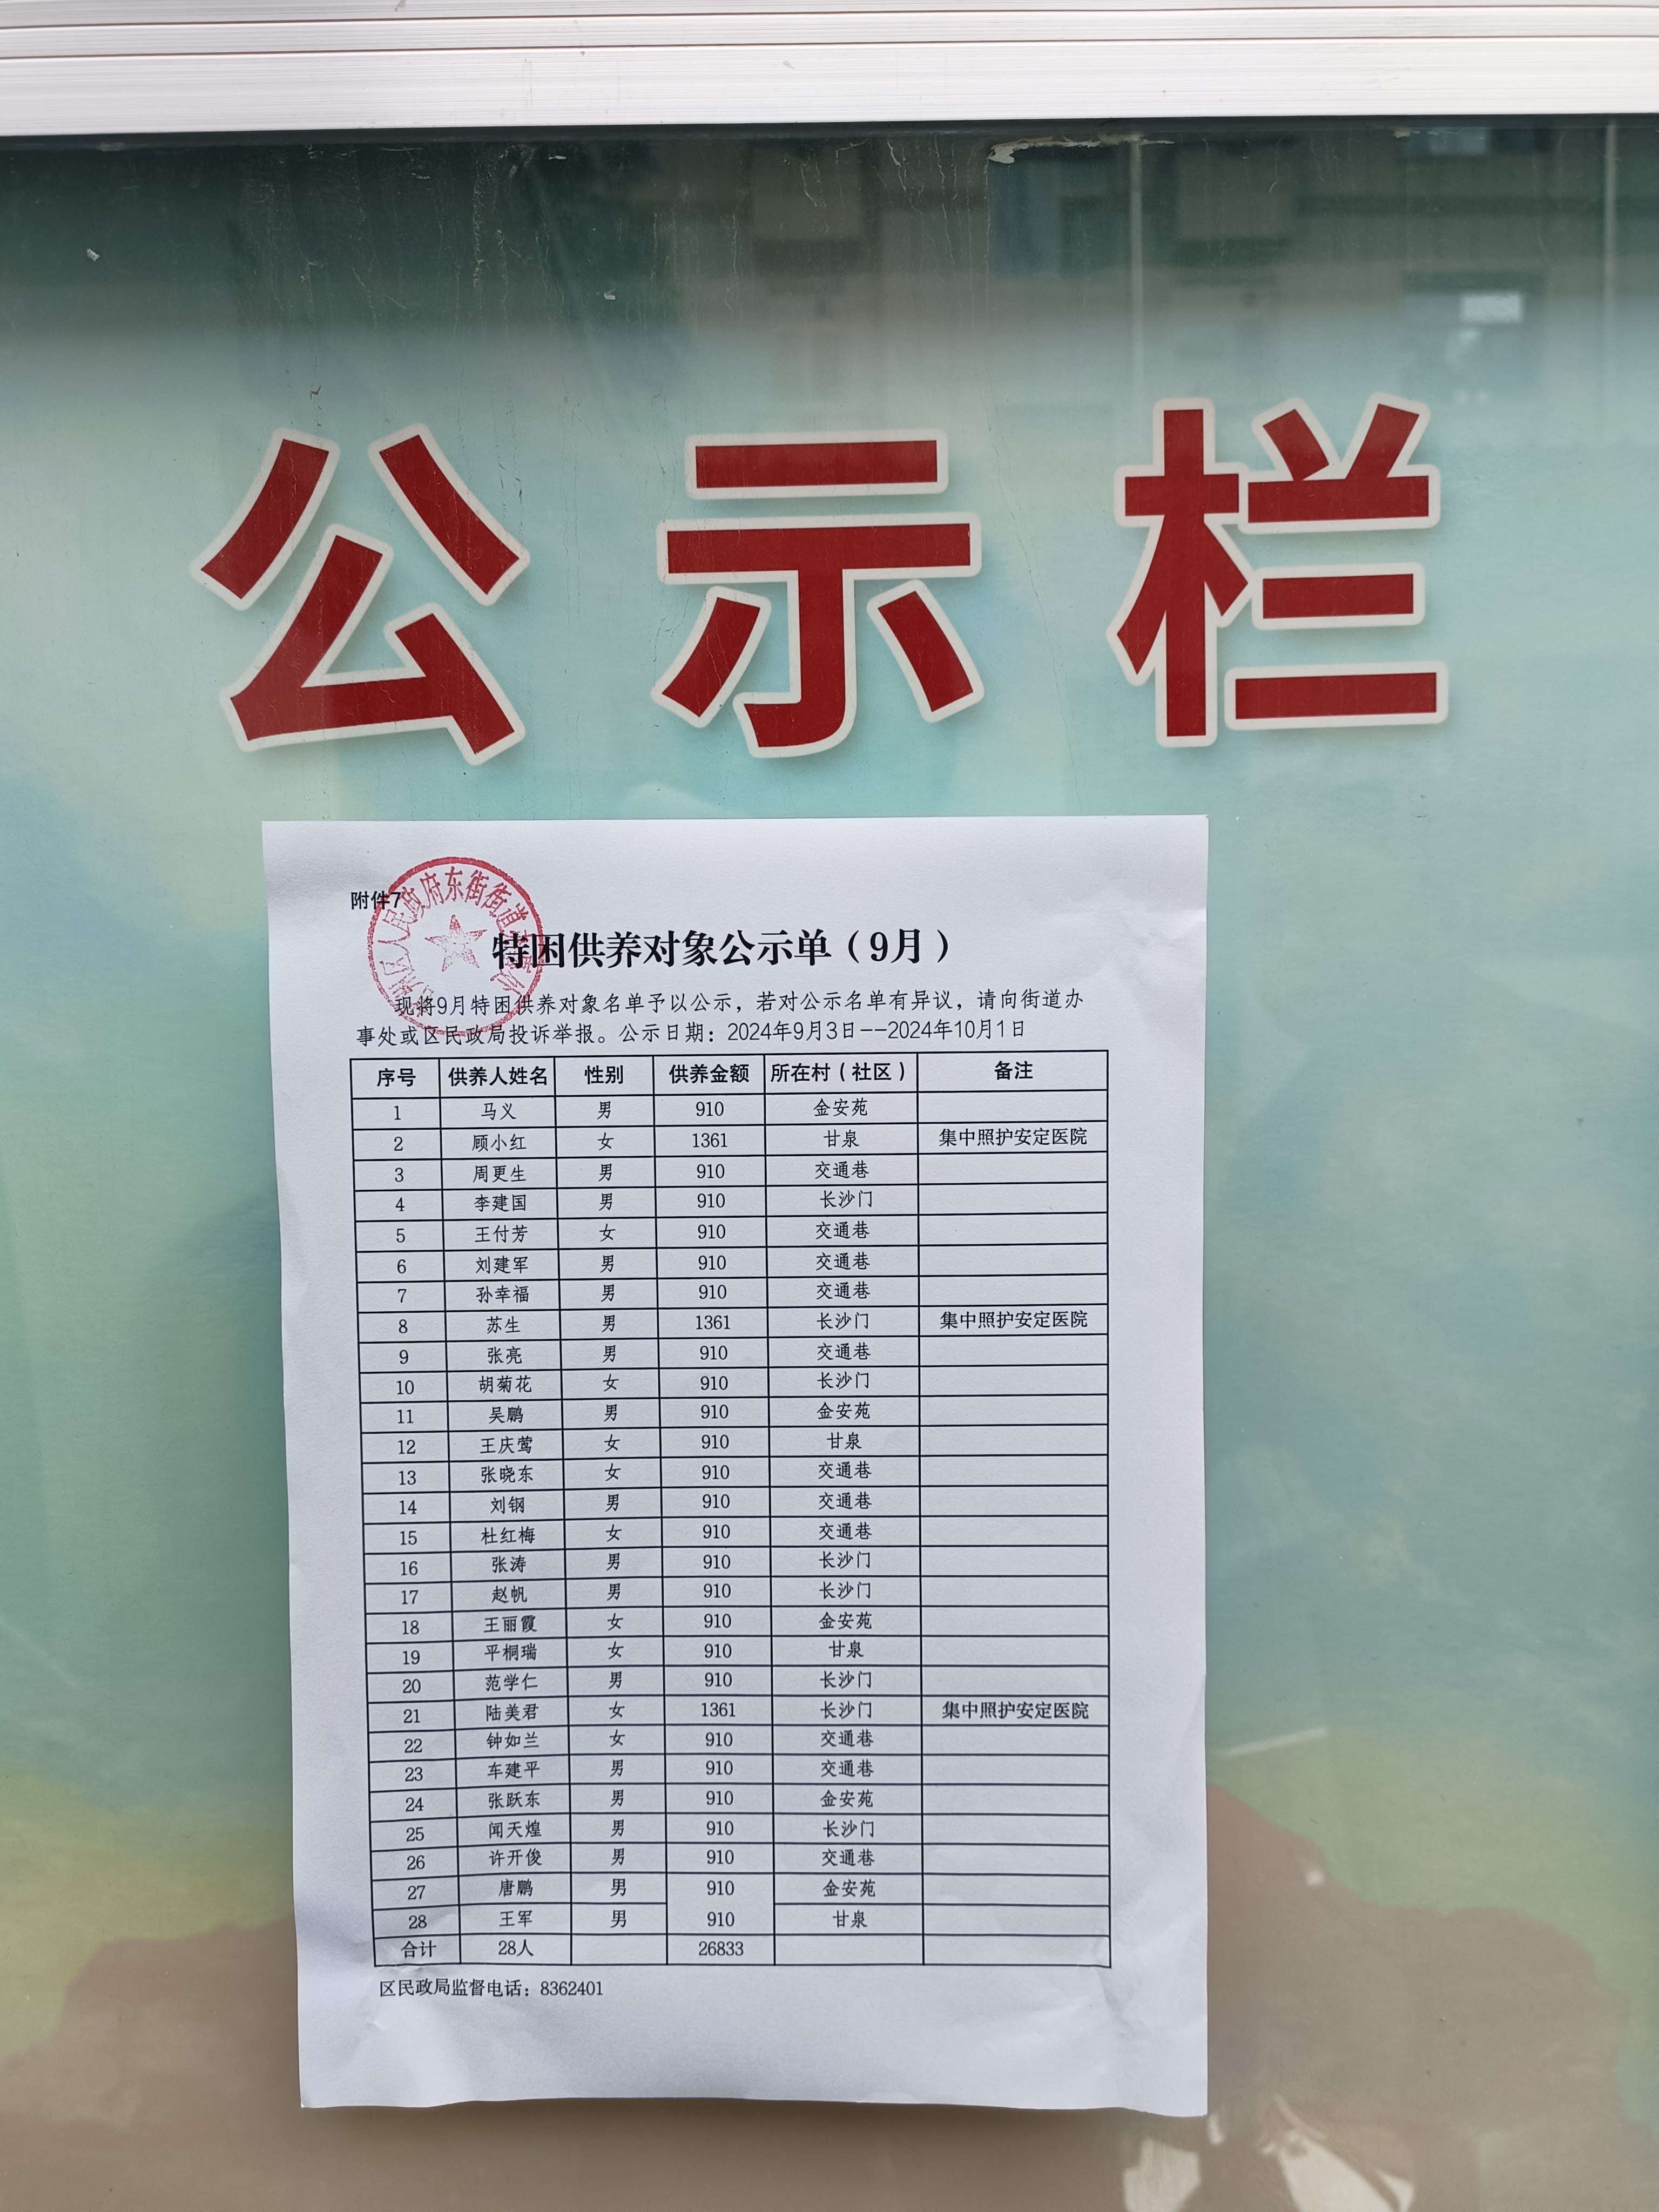 公示栏
附件7
特困供养对象公示单（9月）
现将9月特困供养对象名单予以公示，若对公示名单有异议，请向街道办
事处或区民政局投诉举报。公示日期：2024年9月3日--2024年10月1日
序号 供养人姓名 性别 供养金额 所在村（社区） 备注
1 马义 男 910 金安苑
2 顾小红 女 1361 甘泉 集中照护安定医院
3 周更生 男 910 交通巷
4 李建国 男 910 长沙门
5 王付芳 女 910 交通巷
6 刘建军 男 910 交通巷
7 孙幸福 男 910 交通巷
8 苏生 男 1361 长沙门 集中照护安定医院
9 张亮 男 910 交通巷
10 胡菊花 女 910 长沙门
11 吴鹏 男 910 金安苑
12 王庆莺 女 910 甘泉
13 张晓东 女 910 交通巷
14 刘钢 男 910 交通巷
15 杜红梅 女 910 交通巷
16 张涛 男 910 长沙门
17 赵帆 男 910 长沙门
18 王丽霞 女 910 金安苑
19 平桐瑞 女 910 甘泉
20 范学仁 男 910 长沙门
21 陆美君 女 1361 长沙门 集中照护安定医院
22 钟如兰 女 910 交通巷
23 车建平 男 910 交通巷
24 张跃东 男 910 金安苑
25 闻天煌 男 910 长沙门
26 许开俊 男 910 交通巷
27 唐鹏 男 910 金安苑
28 王军 男 910 甘泉
合计 28人 26833
区民政局监督电话：8362401
区人民政府东街街道